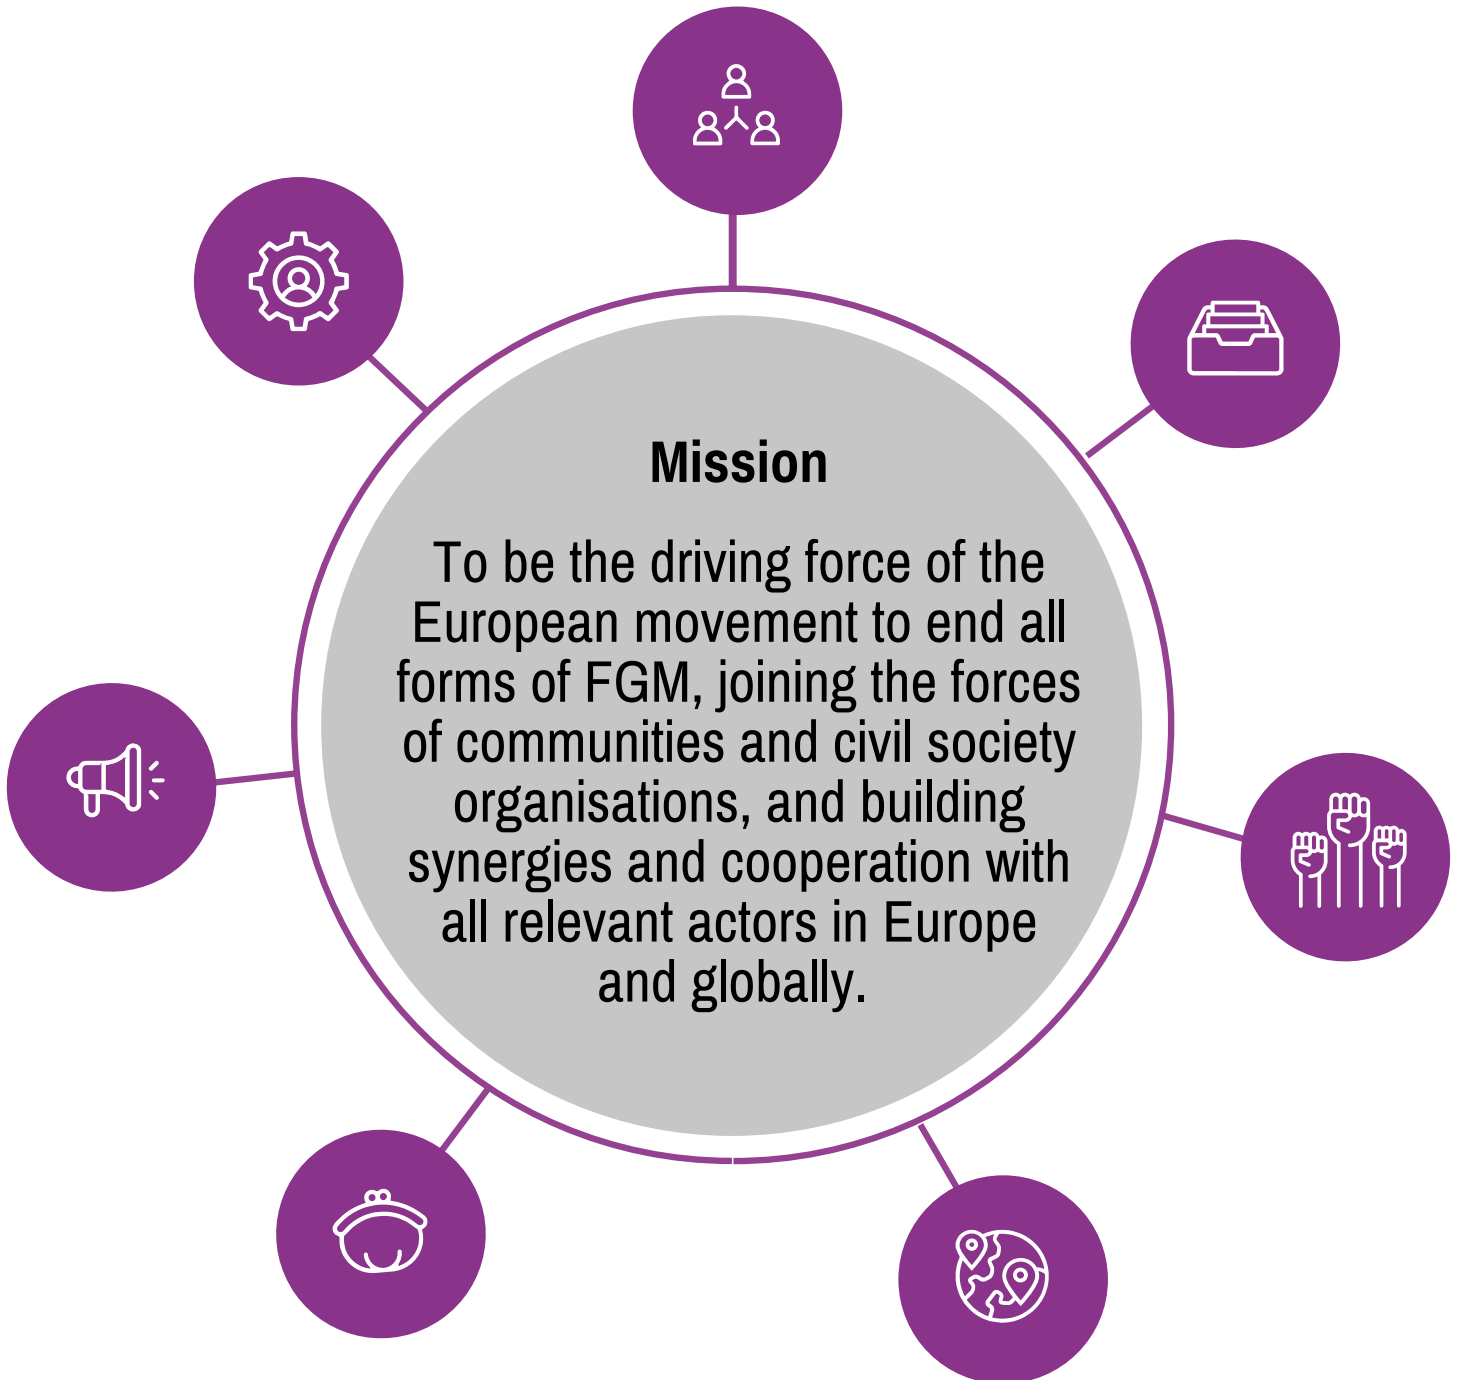 Mission
To be the driving force of the
European movement to end all
forms of FGM, joining the forces
of communities and civil society
organisations, and building
synergies and cooperation with
all relevant actors in Europe
and globally.